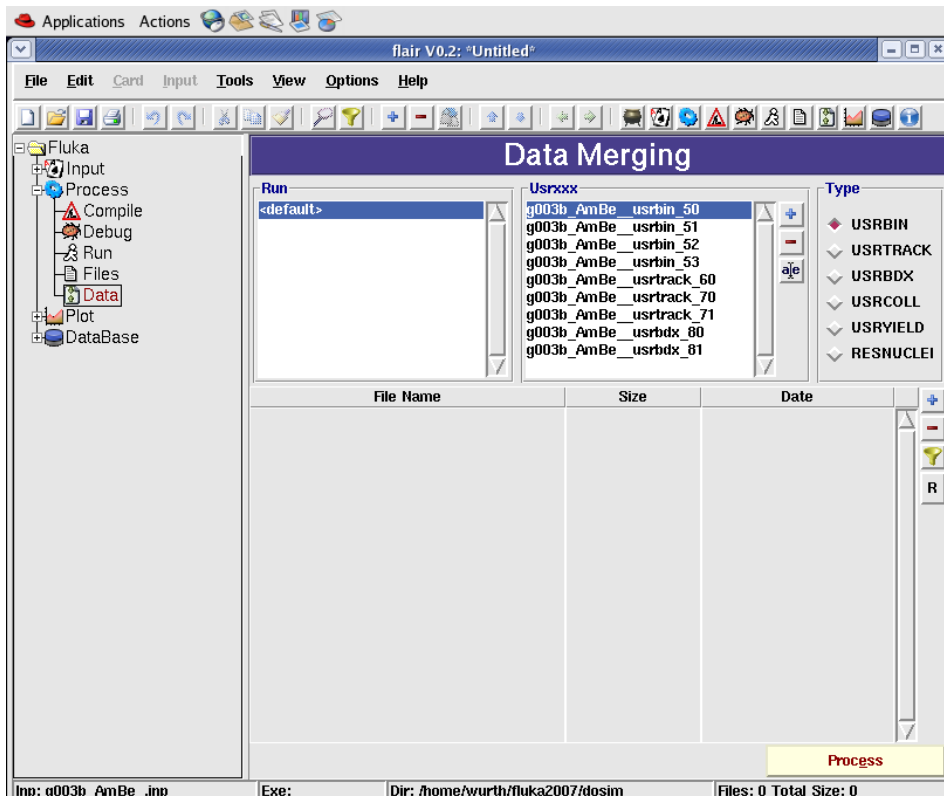 Applications Actions
flair V0.2: *Untitled*
File Edit Card Input Tools View Options Help
Fluka
Input
Process
Compile
Debug
Run
Files
Data
Plot
DataBase
Data Merging
Run
<default>
Usrxxx
g003b_AmBe__usrbin_50
g003b_AmBe__usrbin_51
g003b_AmBe__usrbin_52
g003b_AmBe__usrbin_53
g003b_AmBe__usrtrack_60
g003b_AmBe__usrtrack_70
g003b_AmBe__usrtrack_71
g003b_AmBe__usrbdx_80
g003b_AmBe__usrbdx_81
Type
USRBIN
USRTRACK
USRBDX
USRCOLL
USRYIELD
RESNUCLEI
File Name Size Date
R
Process
Inp: g003b_AmBe_.inp Exe: Dir: /home/wurth/fluka2007/dosim Files: 0 Total Size: 0